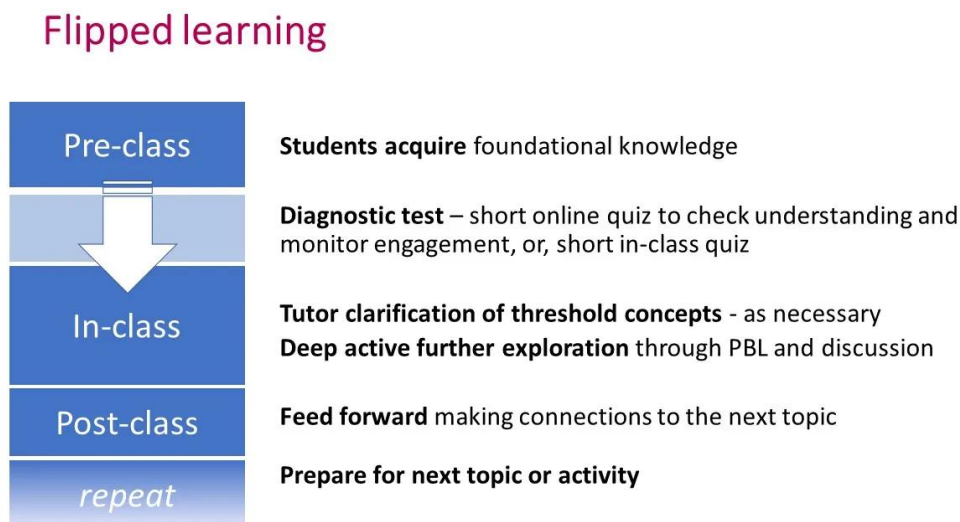 Flipped learning
Pre-class
Students acquire foundational knowledge
Diagnostic test – short online quiz to check understanding and
monitor engagement, or, short in-class quiz
In-class
Tutor clarification of threshold concepts - as necessary
Deep active further exploration through PBL and discussion
Post-class
Feed forward making connections to the next topic
repeat
Prepare for next topic or activity